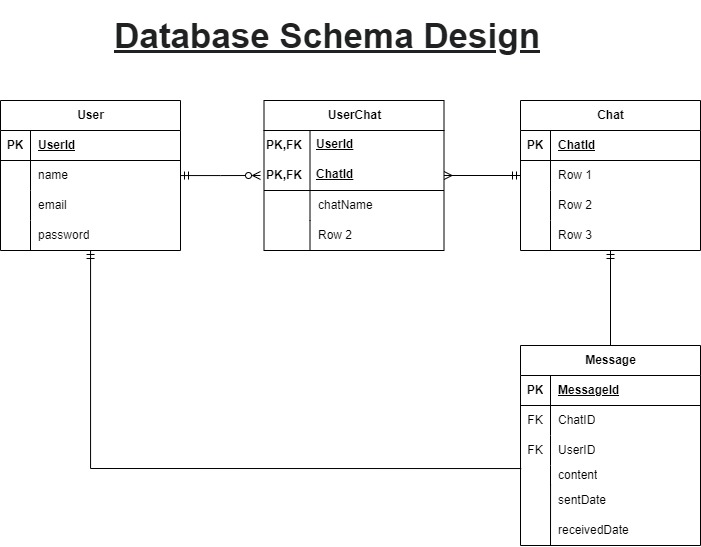 Database Schema Design
User
PK UserId
name
email
password
UserChat
PK,FK UserId
PK,FK ChatId
chatName
Row 2
Chat
PK ChatId
Row 1
Row 2
Row 3
Message
PK MessageId
FK ChatID
FK UserID
content
sentDate
receivedDate